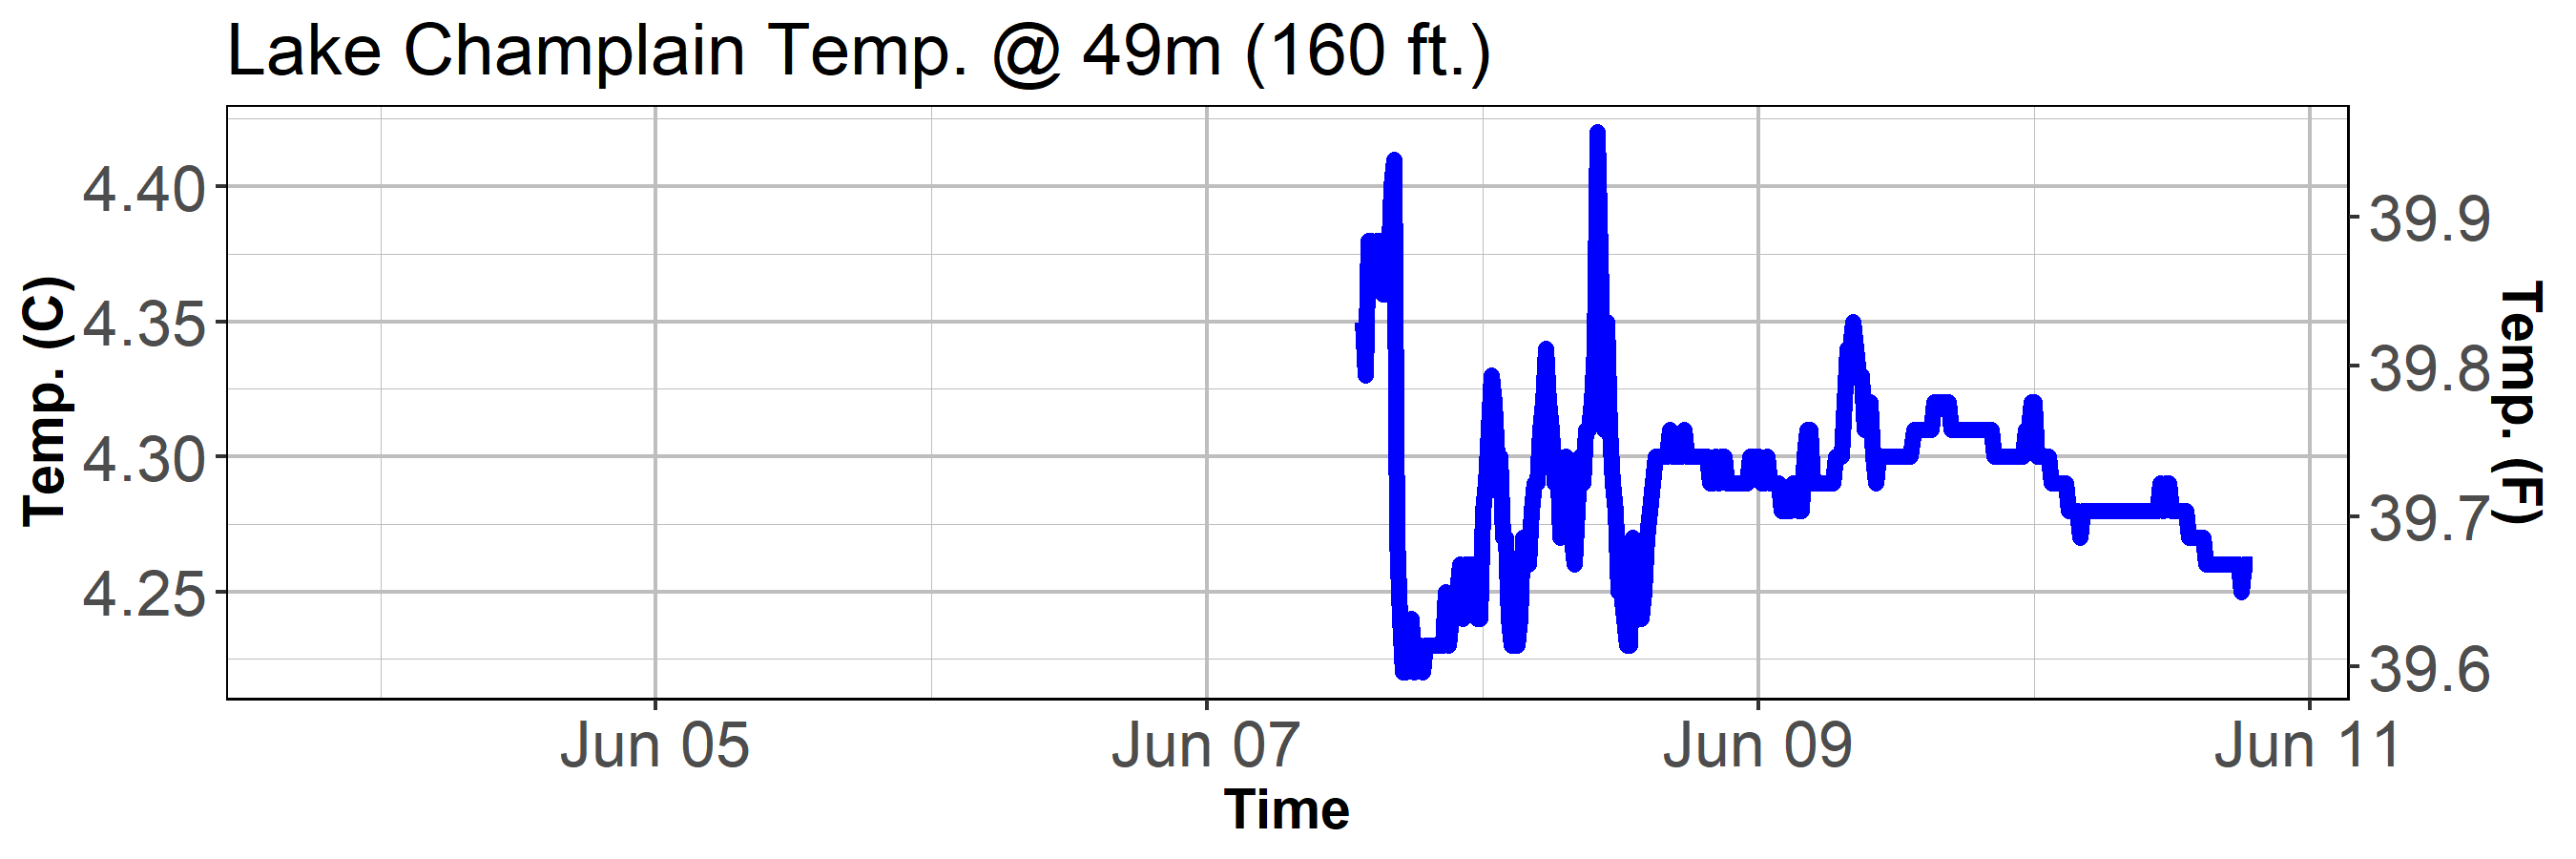 Lake Champlain Temp. @ 49m (160 ft.)
Temp. (C)
4.40
4.35
4.30
4.25
39.9
39.8
39.7
39.6
Temp. (F)
Jun 05
Jun 07
Jun 09
Jun 11
Time